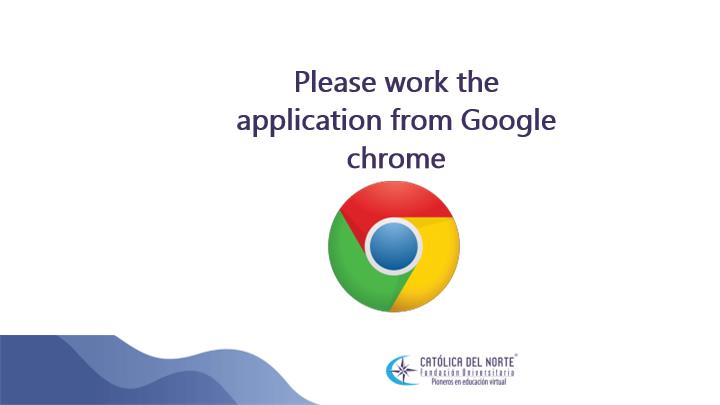 Please work the
application from Google
chrome
CATÓLICA DEL NORTE®
Fundación Universitaria
Pioneros en educación virtual